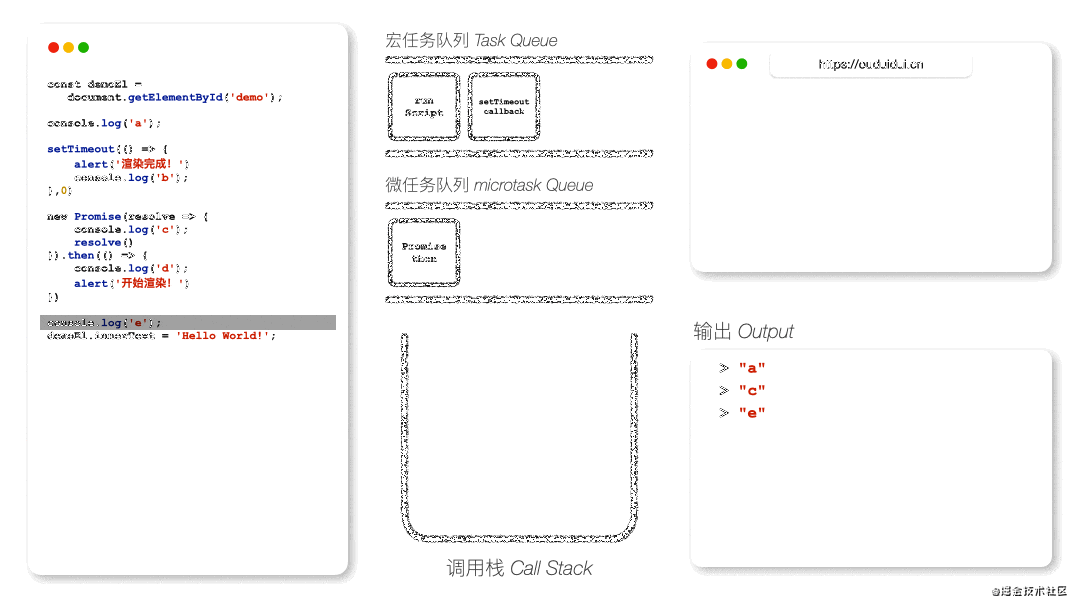 const demoEl =
document.getElementById('demo');
console.log('a');
setTimeout(() => {
alert('渲染完成！')
console.log('b');
},0)
new Promise(resolve => {
console.log('c');
resolve()
}).then(() => {
console.log('d');
alert('开始渲染！')
})
console.log('e');
demoEl.innerText = 'Hello World!';
宏任务队列 Task Queue
run
Script
setTimeout
callback
微任务队列 microtask Queue
Promise
then
调用栈 Call Stack
https://ouduidui.cn
输出 Output
> "a"
> "c"
> "e"
@掘金技术社区